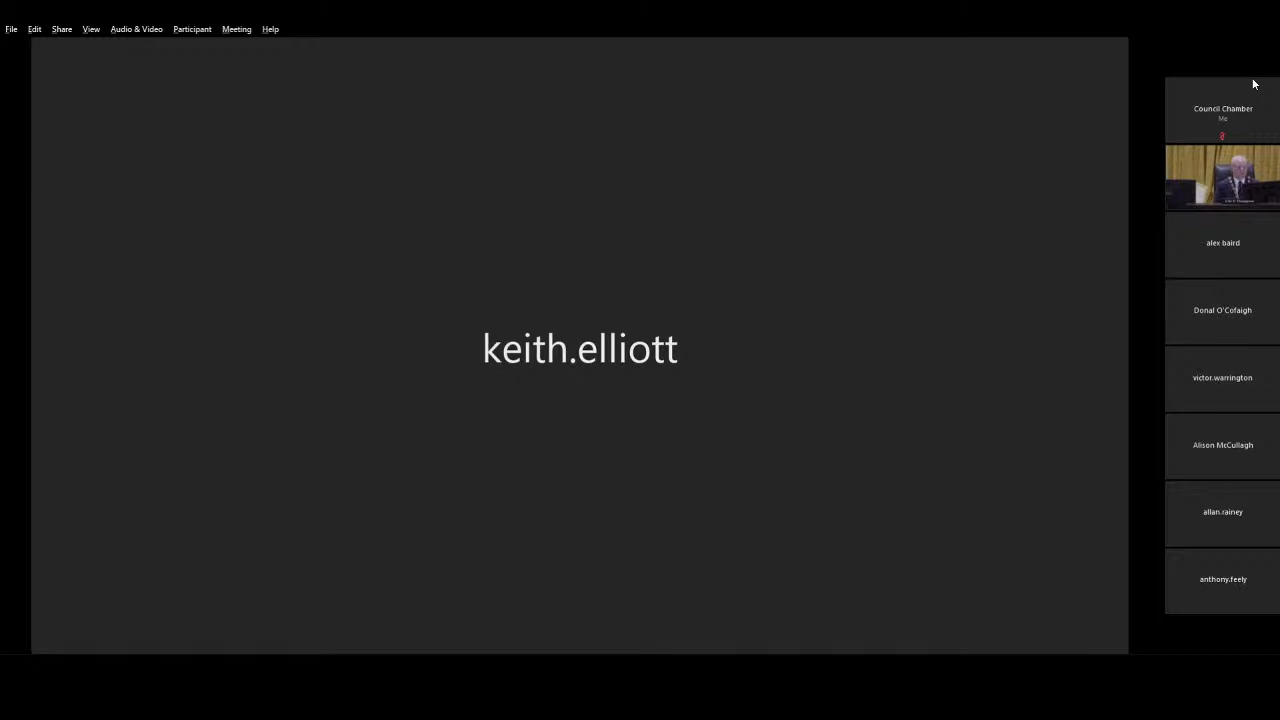 File Edit Share View Audio & Video Participant Meeting Help
Council Chamber
Me
alex baird
Donal O'Cofaigh
victor.warrington
keith.elliott
Alison McCullagh
allan.rainey
anthony.feely